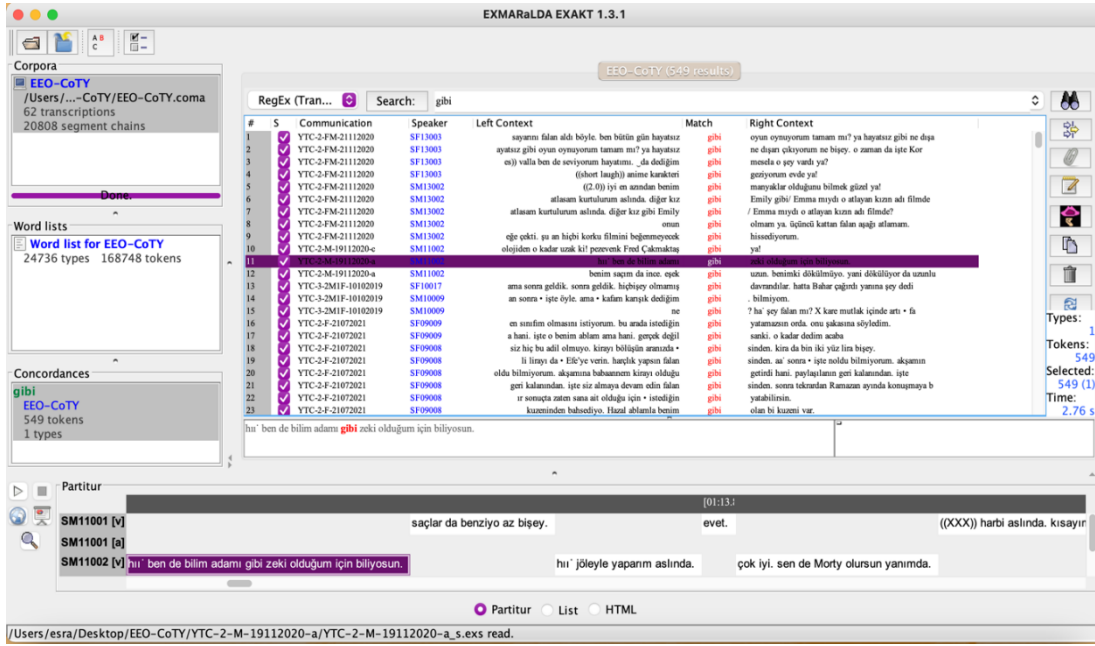 EXMARaLDA EXAKT 1.3.1
A B
C
Corpora
EEO-CoTY
/Users/...-CoTY/EEO-CoTY.coma
62 transcriptions
20808 segment chains
Done.
Word lists
Word list for EEO-CoTY
24736 types 168748 tokens
Concordances
gibi
EEO-CoTY
549 tokens
1 types
EEO-CoTY (549 results)
RegEx (Tran... Search: gibi
# S Communication Speaker Left Context Match Right Context
1 YTC-2-FM-21112020 SF13003 sayarını falan aldı böyle. ben bütün gün hayatsız gibi oyun oynuyorum tamam mı? ya hayatsız gibi ne dışa
2 YTC-2-FM-21112020 SF13003 ayatsız gibi oyun oynuyorum tamam mı? ya hayatsız gibi ne dışarı çıkıyorum ne bişey. o zaman da işte Kor
3 YTC-2-FM-21112020 SF13003 es)) valla ben de seviyorum hayatımı. _da dediğim gibi mesela o şey vardı ya?
4 YTC-2-FM-21112020 SF13003 ((short laugh)) anime karakteri gibi geziyorum evde ya!
5 YTC-2-FM-21112020 SM13002 ((2.0)) iyi en azından benim gibi manyaklar olduğunu bilmek güzel ya!
6 YTC-2-FM-21112020 SM13002 atlasam kurtulurum aslında. diğer kız gibi Emily gibi/ Emma mıydı o atlayan kızın adı filmde
7 YTC-2-FM-21112020 SM13002 atlasam kurtulurum aslında. diğer kız gibi Emily gibi / Emma mıydı o atlayan kızın adı filmde?
8 YTC-2-FM-21112020 SM13002 onun gibi olmam ya. üçüncü kattan falan aşağı atlamam.
9 YTC-2-FM-21112020 SM13002 eğe çekti. şu an hiçbi korku filmini beğenmeyecek gibi hissediyorum.
10 YTC-2-M-19112020-c SM11002 olojiden o kadar uzak ki! pezevenk Fred Çakmaktaş gibi ya!
11 YTC-2-M-19112020-a SM11002 hıı˙ ben de bilim adamı gibi zeki olduğum için biliyosun.
12 YTC-2-M-19112020-a SM11002 benim saçım da ince. eşek gibi uzun. benimki dökülmüyo. yani dökülüyor da uzunlu
13 YTC-3-2M1F-10102019 SF10017 ama sonra geldik. sonra geldik. hiçbişey olmamış gibi davrandılar. hatta Bahar çağırdı yanına şey dedi
14 YTC-3-2M1F-10102019 SM10009 an sonra • işte öyle. ama • kafam karışık dediğim gibi . bilmiyom.
15 YTC-3-2M1F-10102019 SM10009 ne gibi ? ha˙ şey falan mı? X kare mutlak içinde artı • fa
16 YTC-2-F-21072021 SF09009 en sınıfım olmasını istiyorum. bu arada istediğin gibi yatamazsın orda. onu şakasına söyledim.
17 YTC-2-F-21072021 SF09009 a hani. işte o benim ablam ama hani. gerçek değil gibi sanki. o kadar dedim acaba
18 YTC-2-F-21072021 SF09008 siz hiç bu adil olmuyo. kirayı bölüşün aranızda • gibi sinden. kira da bin iki yüz lira bişey.
19 YTC-2-F-21072021 SF09008 li lirayı da • Efe'ye verin. harçlık yapsın falan gibi sinden. aa˙ sonra • işte noldu bilmiyorum. akşamın
20 YTC-2-F-21072021 SF09008 oldu bilmiyorum. akşamına babaannem kirayı olduğu gibi getirdi hani. paylaşılanın geri kalanından. işte
21 YTC-2-F-21072021 SF09008 geri kalanından. işte siz almaya devam edin falan gibi sinden. sonra tekrardan Ramazan ayında konuşmaya b
22 YTC-2-F-21072021 SF09008 ır sonuçta zaten sana ait olduğu için • istediğin gibi yatabilirsin.
23 YTC-2-F-21072021 SF09008 kuzeninden bahsediyo. Hazal ablamla benim gibi olan bi kuzeni var.
Types:
1
Tokens:
549
Selected:
549 (1)
Time:
2.76 s
hıı˙ ben de bilim adamı gibi zeki olduğum için biliyosun.
Partitur
[01:13.
SM11001 [v] saçlar da benziyo az bişey. evet. ((XXX)) harbi aslında. kısayım
SM11001 [a]
SM11002 [v] hıı˙ ben de bilim adamı gibi zeki olduğum için biliyosun. hıı˙ jöleyle yaparım aslında. çok iyi. sen de Morty olursun yanımda.
Partitur List HTML
/Users/esra/Desktop/EEO-CoTY/YTC-2-M-19112020-a/YTC-2-M-19112020-a_s.exs read.